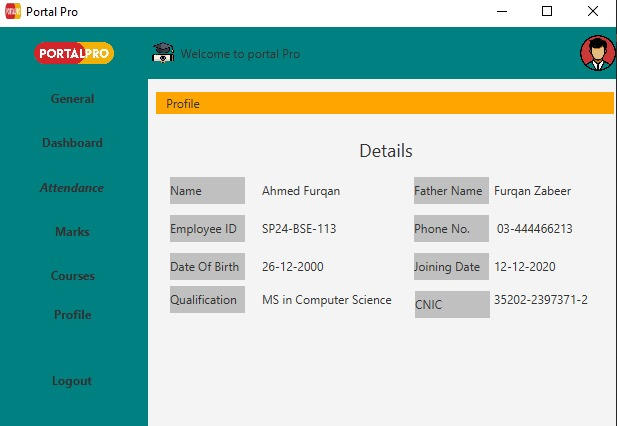 Portal Pro
PORTALPRO
Welcome to portal Pro
General
Dashboard
Attendance
Marks
Courses
Profile
Logout
Profile
Details
Name Ahmed Furqan Father Name Furqan Zabeer
Employee ID SP24-BSE-113 Phone No. 03-444466213
Date Of Birth 26-12-2000 Joining Date 12-12-2020
Qualification MS in Computer Science CNIC 35202-2397371-2